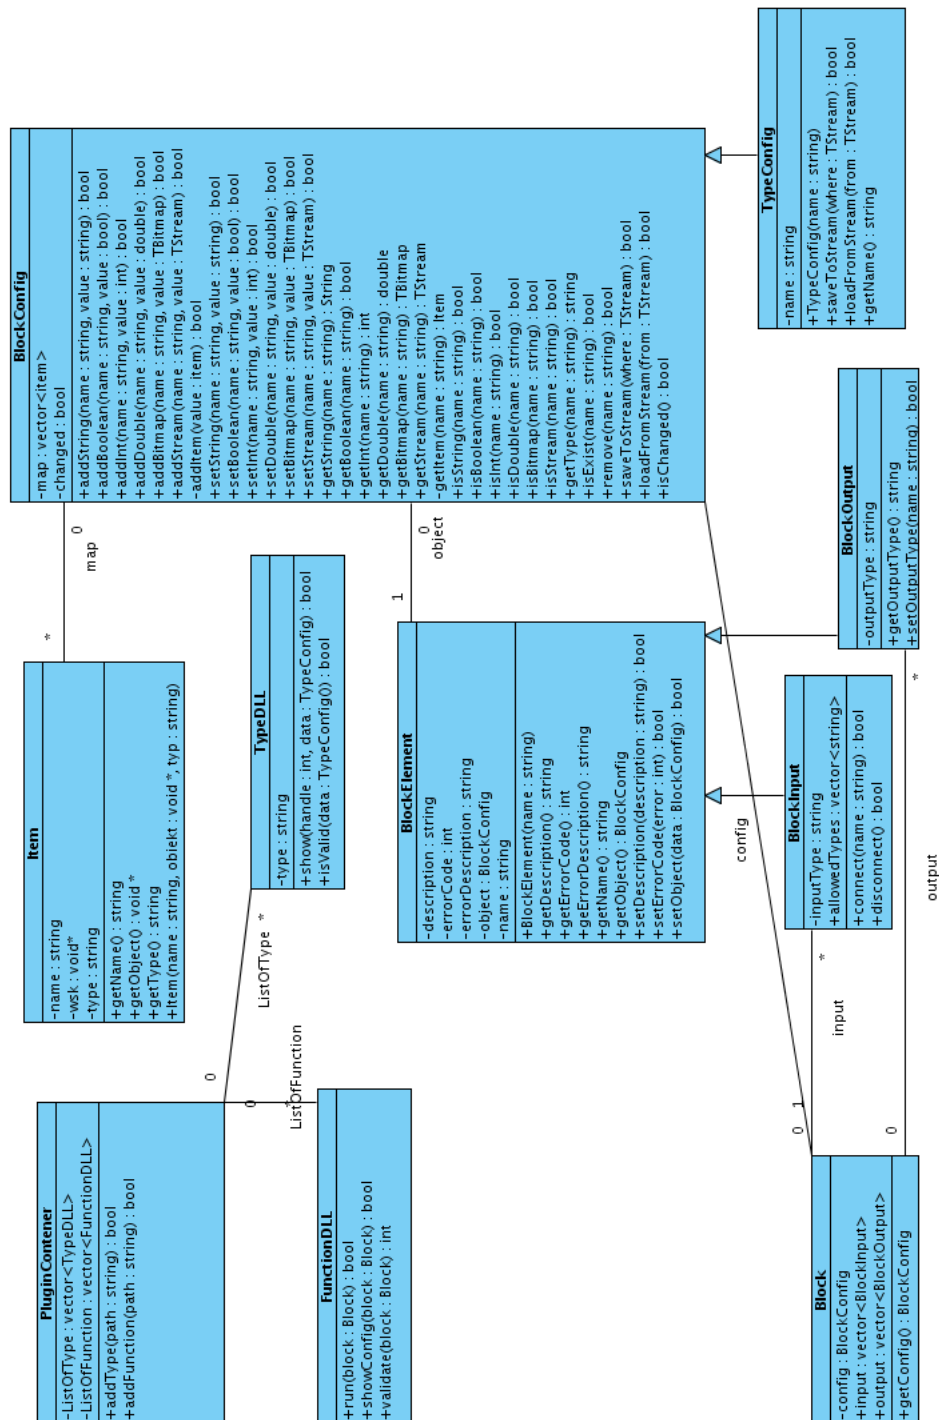 PluginContener
-ListOfType : vector<TypeDLL>
-ListOfFunction : vector<FunctionDLL>
+addType(path : string) : bool
+addFunction(path : string) : bool
Item
-name : string
-wsk : void*
-type : string
+getName() : string
+getObject() : void *
+getType() : string
+Item(name : string, obiekt : void *, typ : string)
*
map
0
BlockConfig
-map : vector<item>
-changed : bool
+addString(name : string, value : string) : bool
+addBoolean(name : string, value : bool) : bool
+addInt(name : string, value : int) : bool
+addDouble(name : string, value : double) : bool
+addBitmap(name : string, value : TBitmap) : bool
+addStream(name : string, value : TStream) : bool
-addItem(value : item) : bool
+setString(name : string, value : string) : bool
+setBoolean(name : string, value : bool) : bool
+setInt(name : string, value : int) : bool
+setDouble(name : string, value : double) : bool
+setBitmap(name : string, value : TBitmap) : bool
+setStream(name : string, value : TStream) : bool
+getString(name : string) : String
+getBoolean(name : string) : bool
+getInt(name : string) : int
+getDouble(name : string) : double
+getBitmap(name : string) : TBitmap
+getStream(name : string) : TStream
-getItem(name : string) : Item
+isString(name : string) : bool
+isBoolean(name : string) : bool
+isInt(name : string) : bool
+isDouble(name : string) : bool
+isBitmap(name : string) : bool
+isStream(name : string) : bool
+getType(name : string) : string
+isExist(name : string) : bool
+remove(name : string) : bool
+saveToStream(where : TStream) : bool
+loadFromStream(from : TStream) : bool
+isChanged() : bool
0
ListOfType
*
TypeDLL
-type : string
+show(handle : int, data : TypeConfig) : bool
+isValid(data : TypeConfig()) : bool
0
*
ListOfFunction
FunctionDLL
+run(block : Block) : bool
+showConfig(block : Block) : bool
+validate(block : Block) : int
1
0
object
BlockElement
-description : string
-errorCode : int
-errorDescription : string
-object : BlockConfig
-name : string
+BlockElement(name : string)
+getDescription() : string
+getErrorCode() : int
+geErrorDescription() : string
+getName() : string
+getObject() : BlockConfig
+setDescription(description : string) : bool
+setErrorCode(error : int) : bool
+setObject(data : BlockConfig) : bool
TypeConfig
-name : string
+TypeConfig(name : string)
+saveToStream(where : TStream) : bool
+loadFromStream(from : TStream) : bool
+getName() : string
config
0
1
BlockInput
-inputType : string
+allowedTypes : vector<string>
+connect(name : string) : bool
+disconnect() : bool
*
input
BlockOutput
-outputType : string
+getOutputType() : string
+setOutputType(name : string) : bool
Block
-config : BlockConfig
+input : vector<BlockInput>
+output : vector<BlockOutput>
+getConfig() : BlockConfig
0
*
output